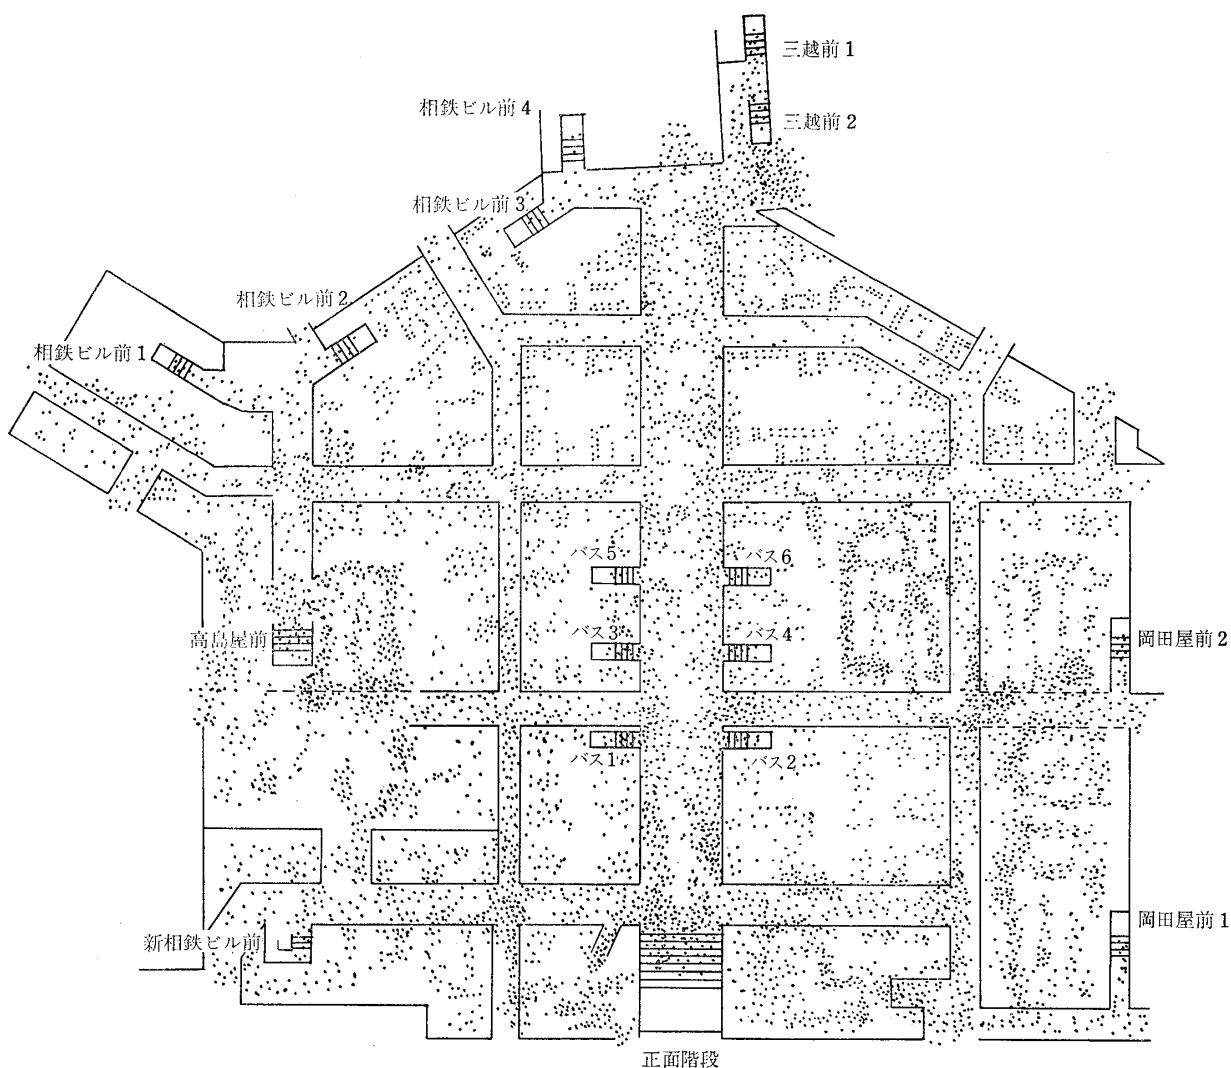 三越前1
相鉄ビル前4
三越前2
相鉄ビル前3
相鉄ビル前2
相鉄ビル前1
バス5
バス6
高島屋前
バス3
バス4
岡田屋前2
バス1
バス2
新相鉄ビル前
岡田屋前1
正面階段